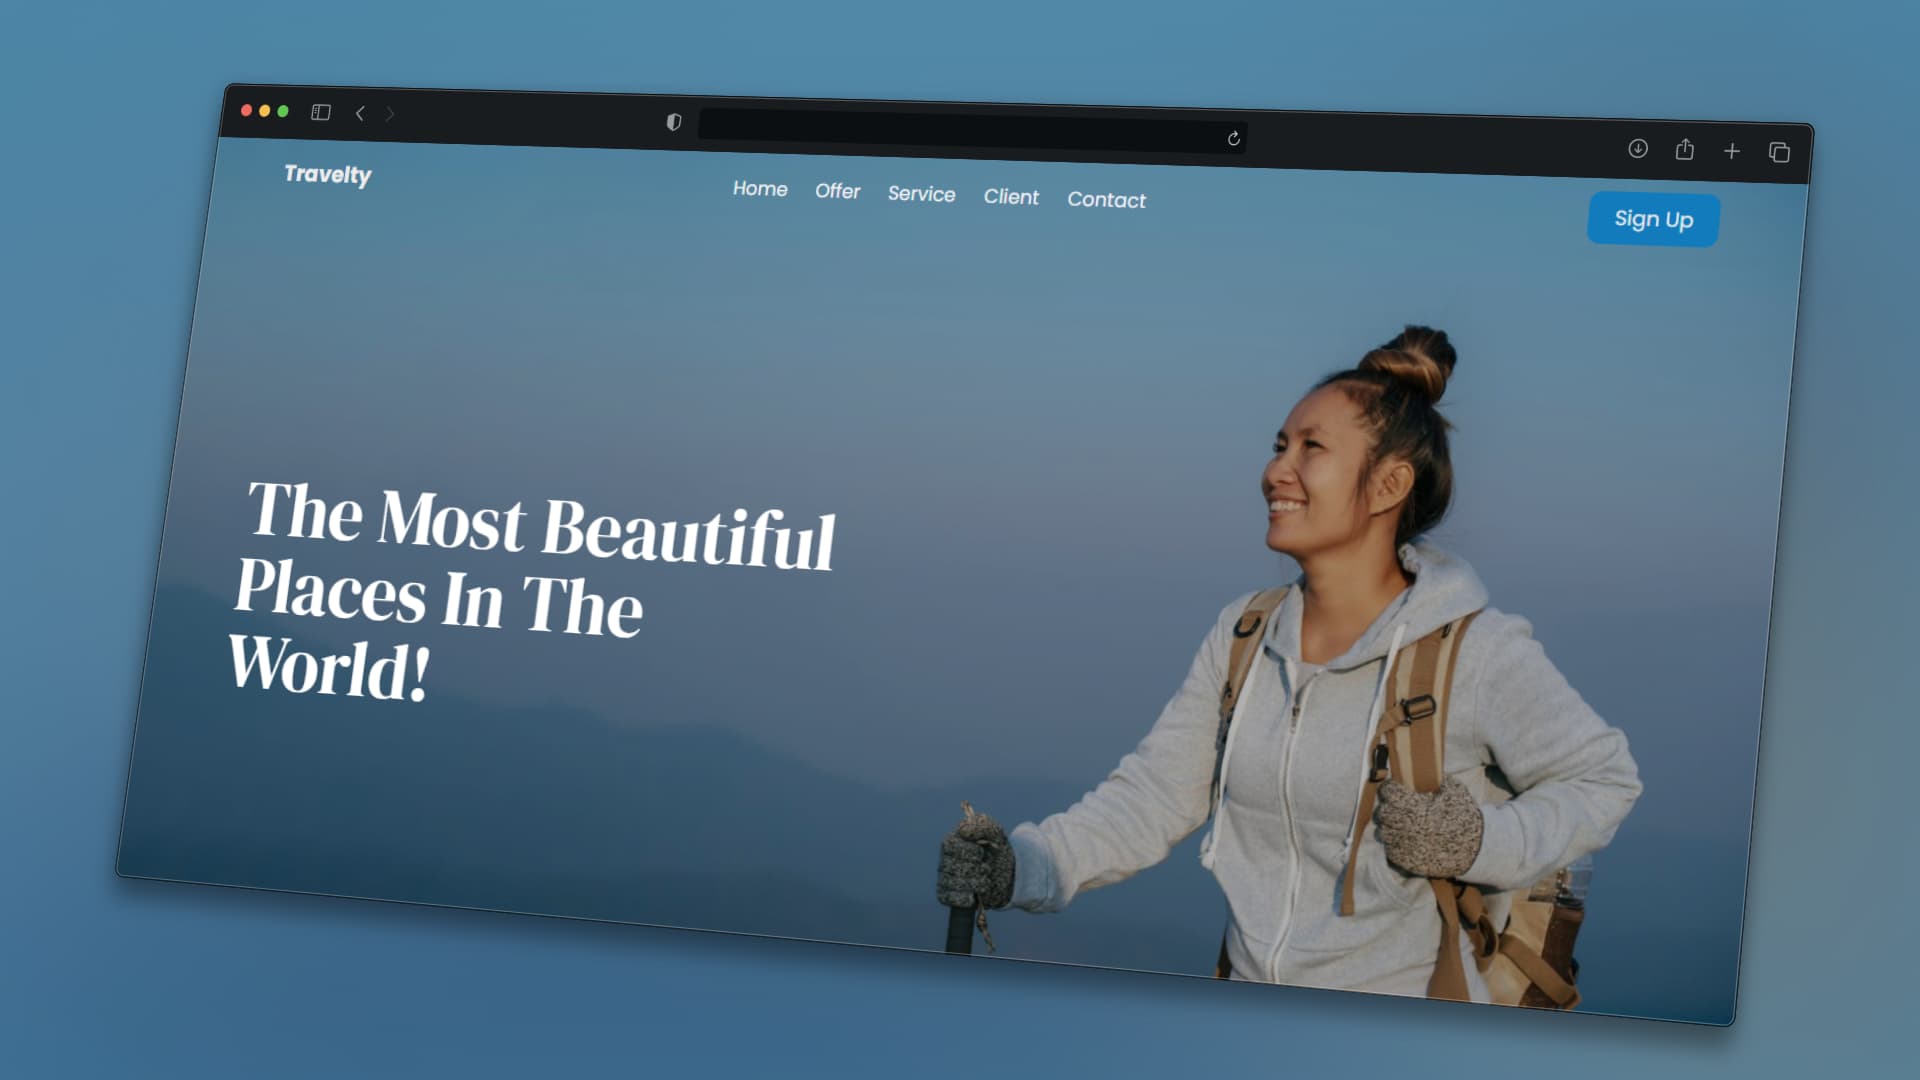 Travelty
Home Offer Service Client Contact
Sign Up
The Most Beautiful
Places In The
World!